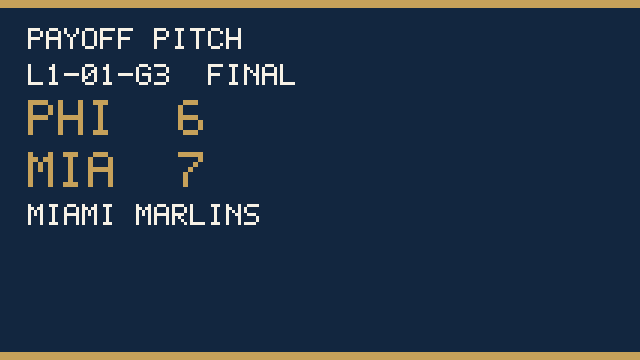 PAYOFF PITCH
L1-01-G3 FINAL
PHI 6
MIA 7
MIAMI MARLINS